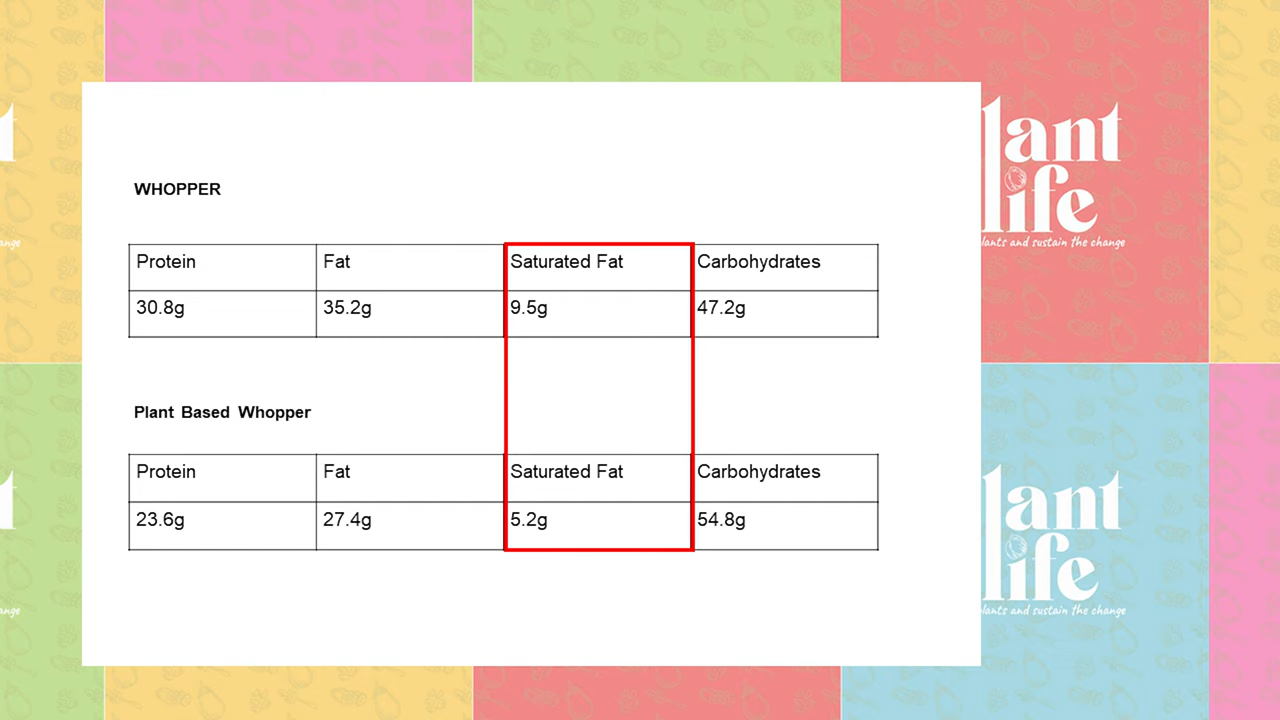 WHOPPER
Protein Fat Saturated Fat Carbohydrates
30.8g 35.2g 9.5g 47.2g
Plant Based Whopper
Protein Fat Saturated Fat Carbohydrates
23.6g 27.4g 5.2g 54.8g
lant
life
plants and sustain the change
lant
life
plants and sustain the change